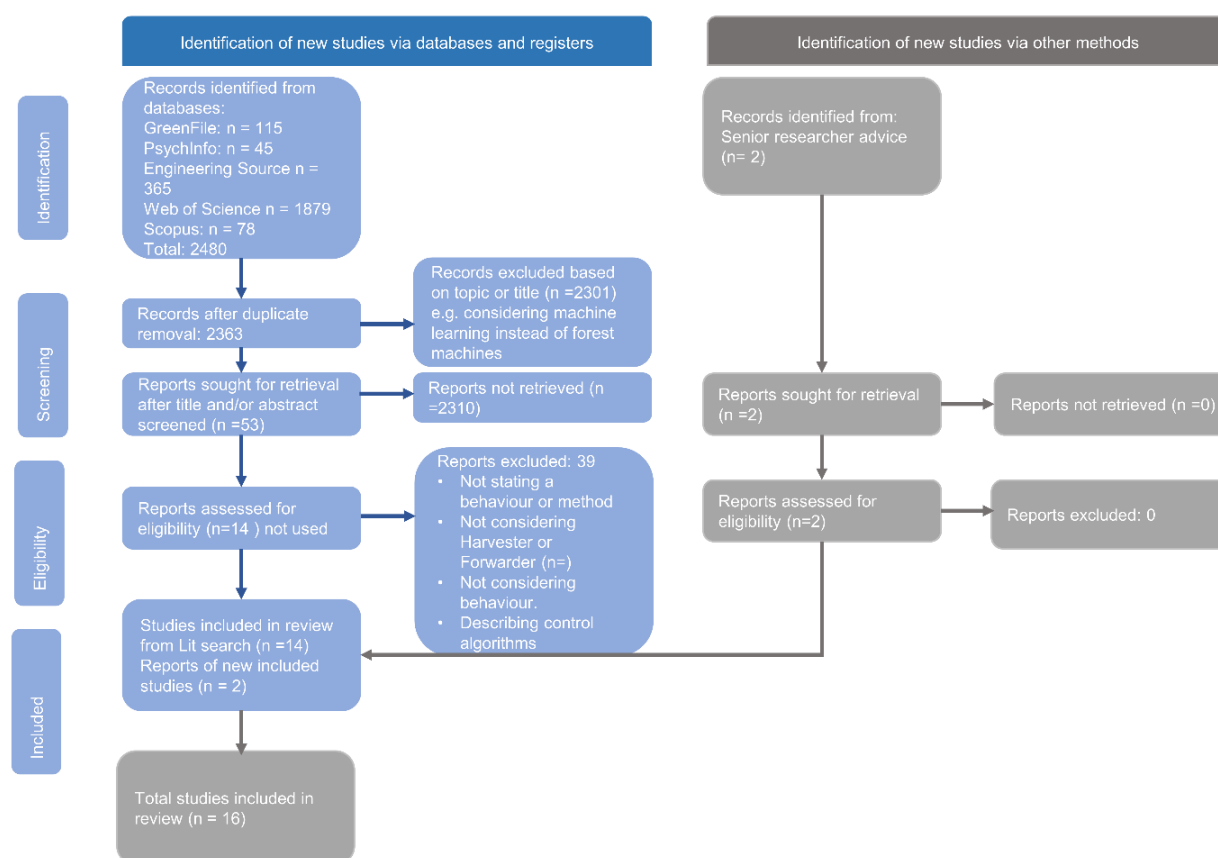 Identification of new studies via databases and registers
Identification of new studies via other methods
Identification
Records identified from
databases:
GreenFile: n = 115
PsychInfo: n = 45
Engineering Source n =
365
Web of Science n = 1879
Scopus: n = 78
Total: 2480
Records identified from:
Senior researcher advice
(n= 2)
Screening
Records after duplicate
removal: 2363
Records excluded based
on topic or title (n =2301)
e.g. considering machine
learning instead of forest
machines
Reports sought for retrieval
after title and/or abstract
screened (n =53)
Reports not retrieved (n
=2310)
Reports sought for retrieval
(n =2)
Reports not retrieved (n =0)
Eligibility
Reports assessed for
eligibility (n=14 ) not used
Reports excluded: 39
• Not stating a
behaviour or method
• Not considering
Harvester or
Forwarder (n=)
• Not considering
behaviour.
• Describing control
algorithms
Reports assessed for
eligibility (n=2)
Reports excluded: 0
Included
Studies included in review
from Lit search (n =14)
Reports of new included
studies (n = 2)
Total studies included in
review (n = 16)